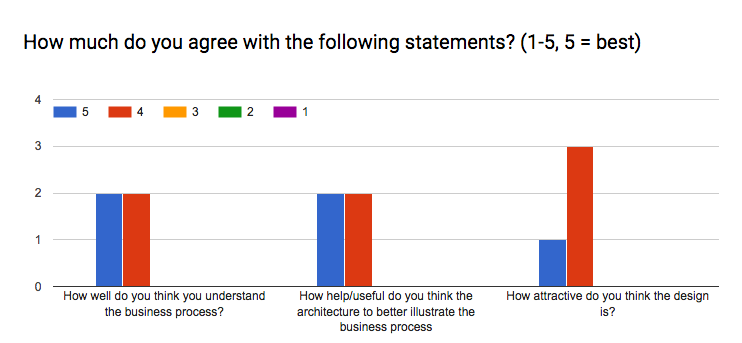 How much do you agree with the following statements? (1-5, 5 = best)
4
5 4 3 2 1
3
2
1
0
How well do you think you understand
the business process?
How help/useful do you think the
architecture to better illustrate the
business process
How attractive do you think the design
is?